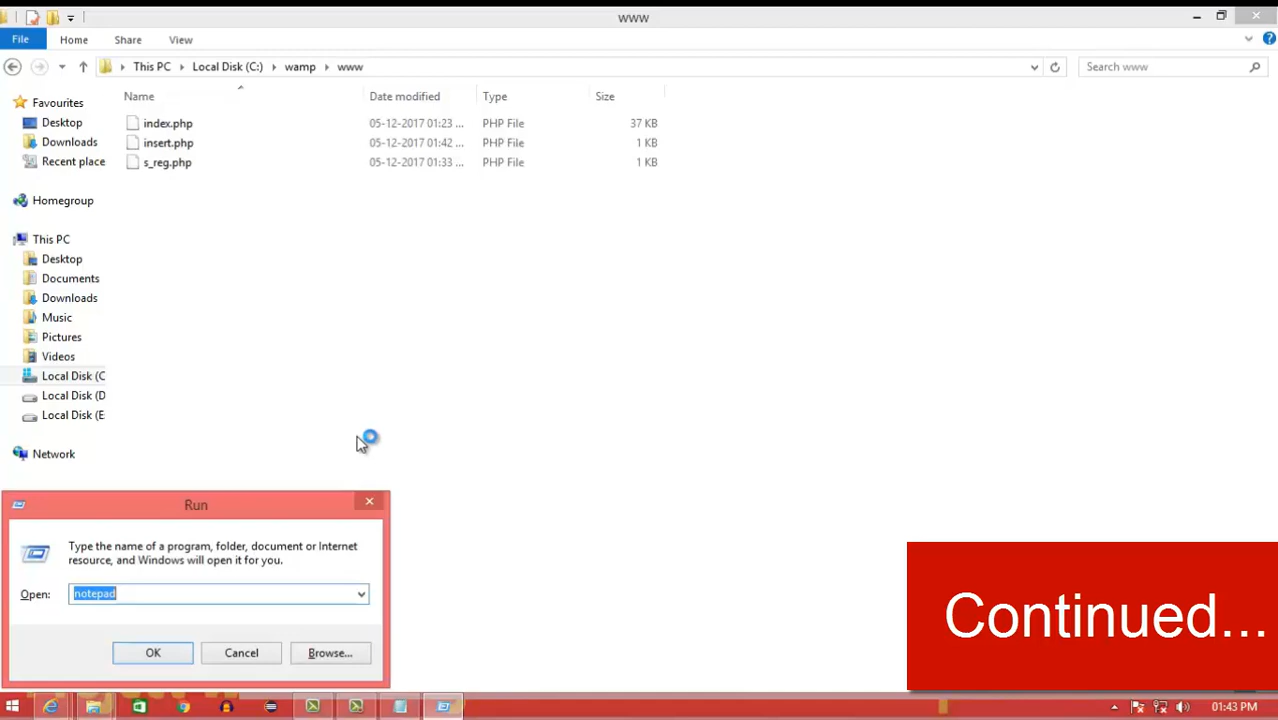 www
File Home Share View
This PC Local Disk (C:) wamp www
Search www
Name Date modified Type Size
index.php 05-12-2017 01:23 ... PHP File 37 KB
insert.php 05-12-2017 01:42 ... PHP File 1 KB
s_reg.php 05-12-2017 01:33 ... PHP File 1 KB
Favourites
Desktop
Downloads
Recent place
Homegroup
This PC
Desktop
Documents
Downloads
Music
Pictures
Videos
Local Disk (C
Local Disk (D
Local Disk (E
Network
Run
Type the name of a program, folder, document or Internet
resource, and Windows will open it for you.
Open: notepad
OK Cancel Browse...
Continued...
01:43 PM